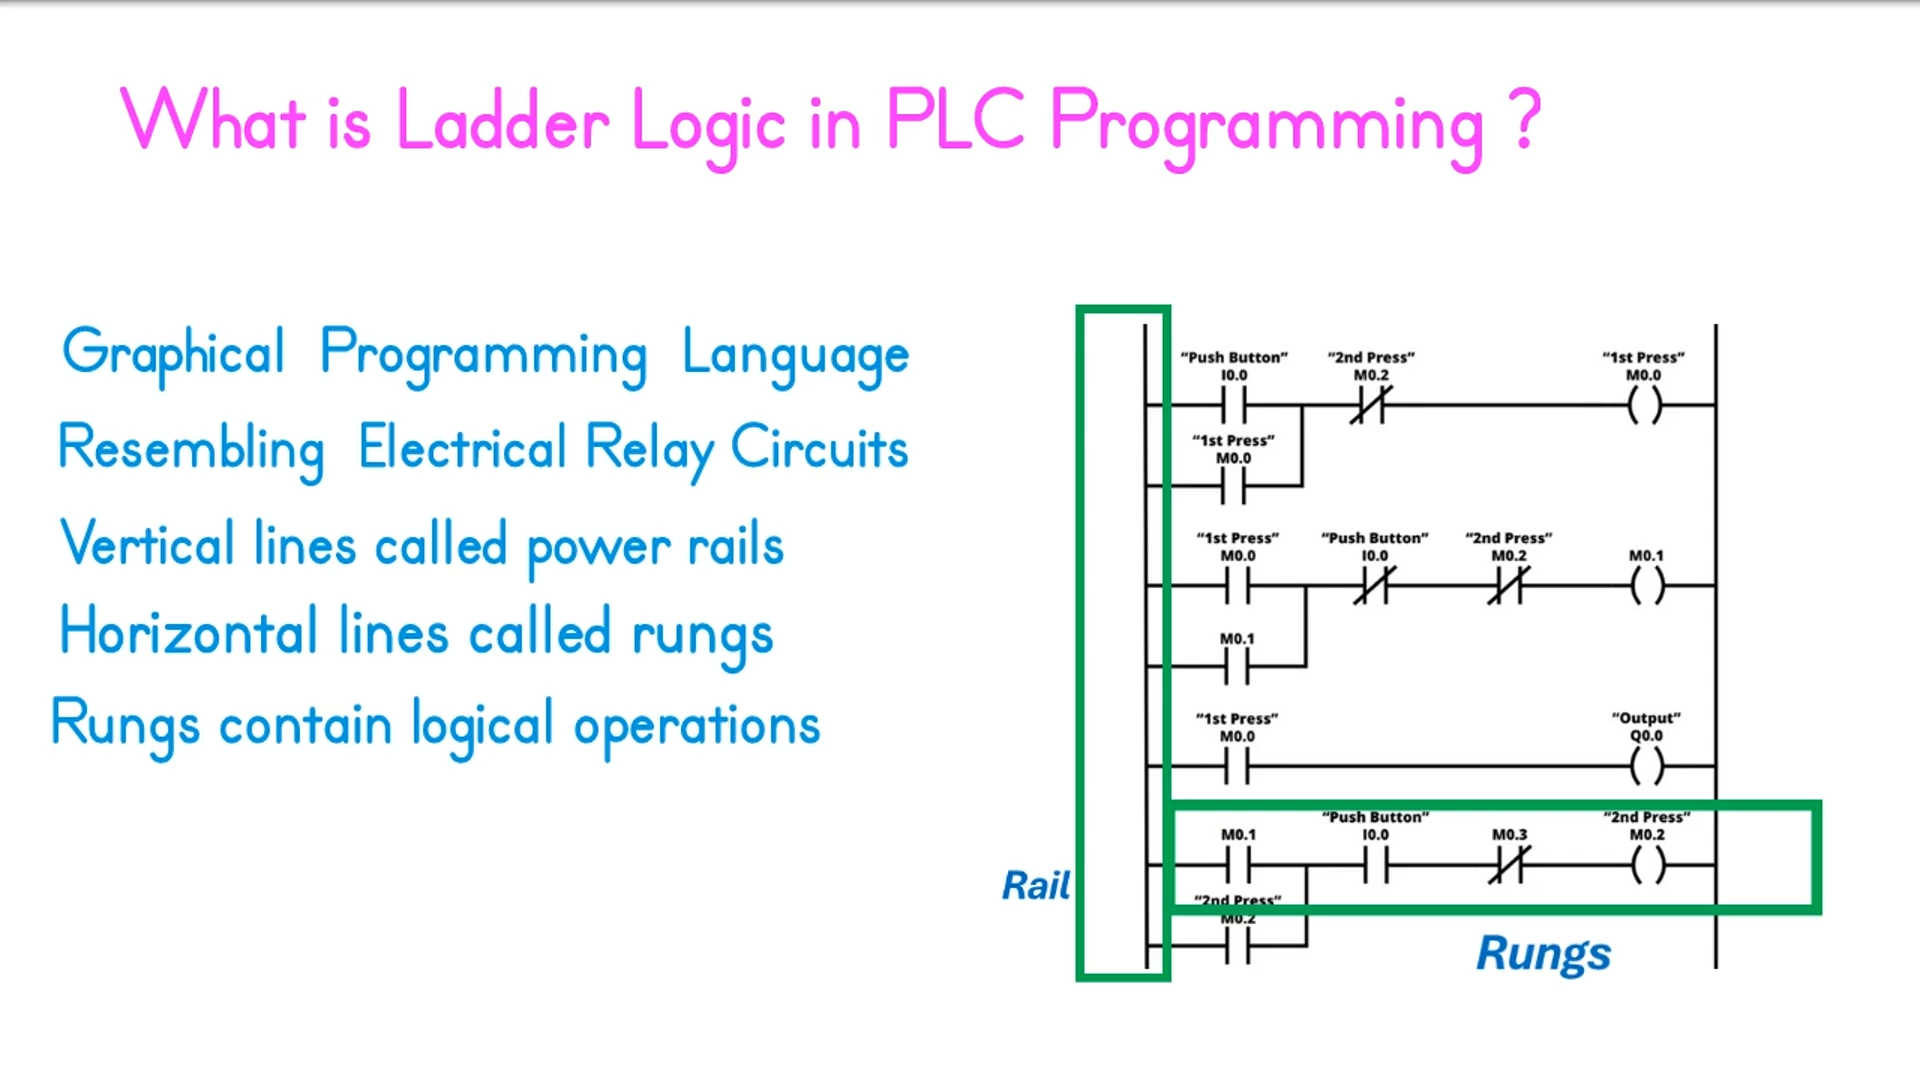 What is Ladder Logic in PLC Programming ?
Graphical Programming Language
Resembling Electrical Relay Circuits
Vertical lines called power rails
Horizontal lines called rungs
Rungs contain logical operations
“Push Button” “2nd Press” “1st Press”
I0.0 M0.2 M0.0
“1st Press”
M0.0
“1st Press” “Push Button” “2nd Press”
M0.0 I0.0 M0.2 M0.1
M0.1
“1st Press” “Output”
M0.0 Q0.0
“Push Button” “2nd Press”
M0.1 I0.0 M0.3 M0.2
Rail
“2nd Press”
M0.2
Rungs